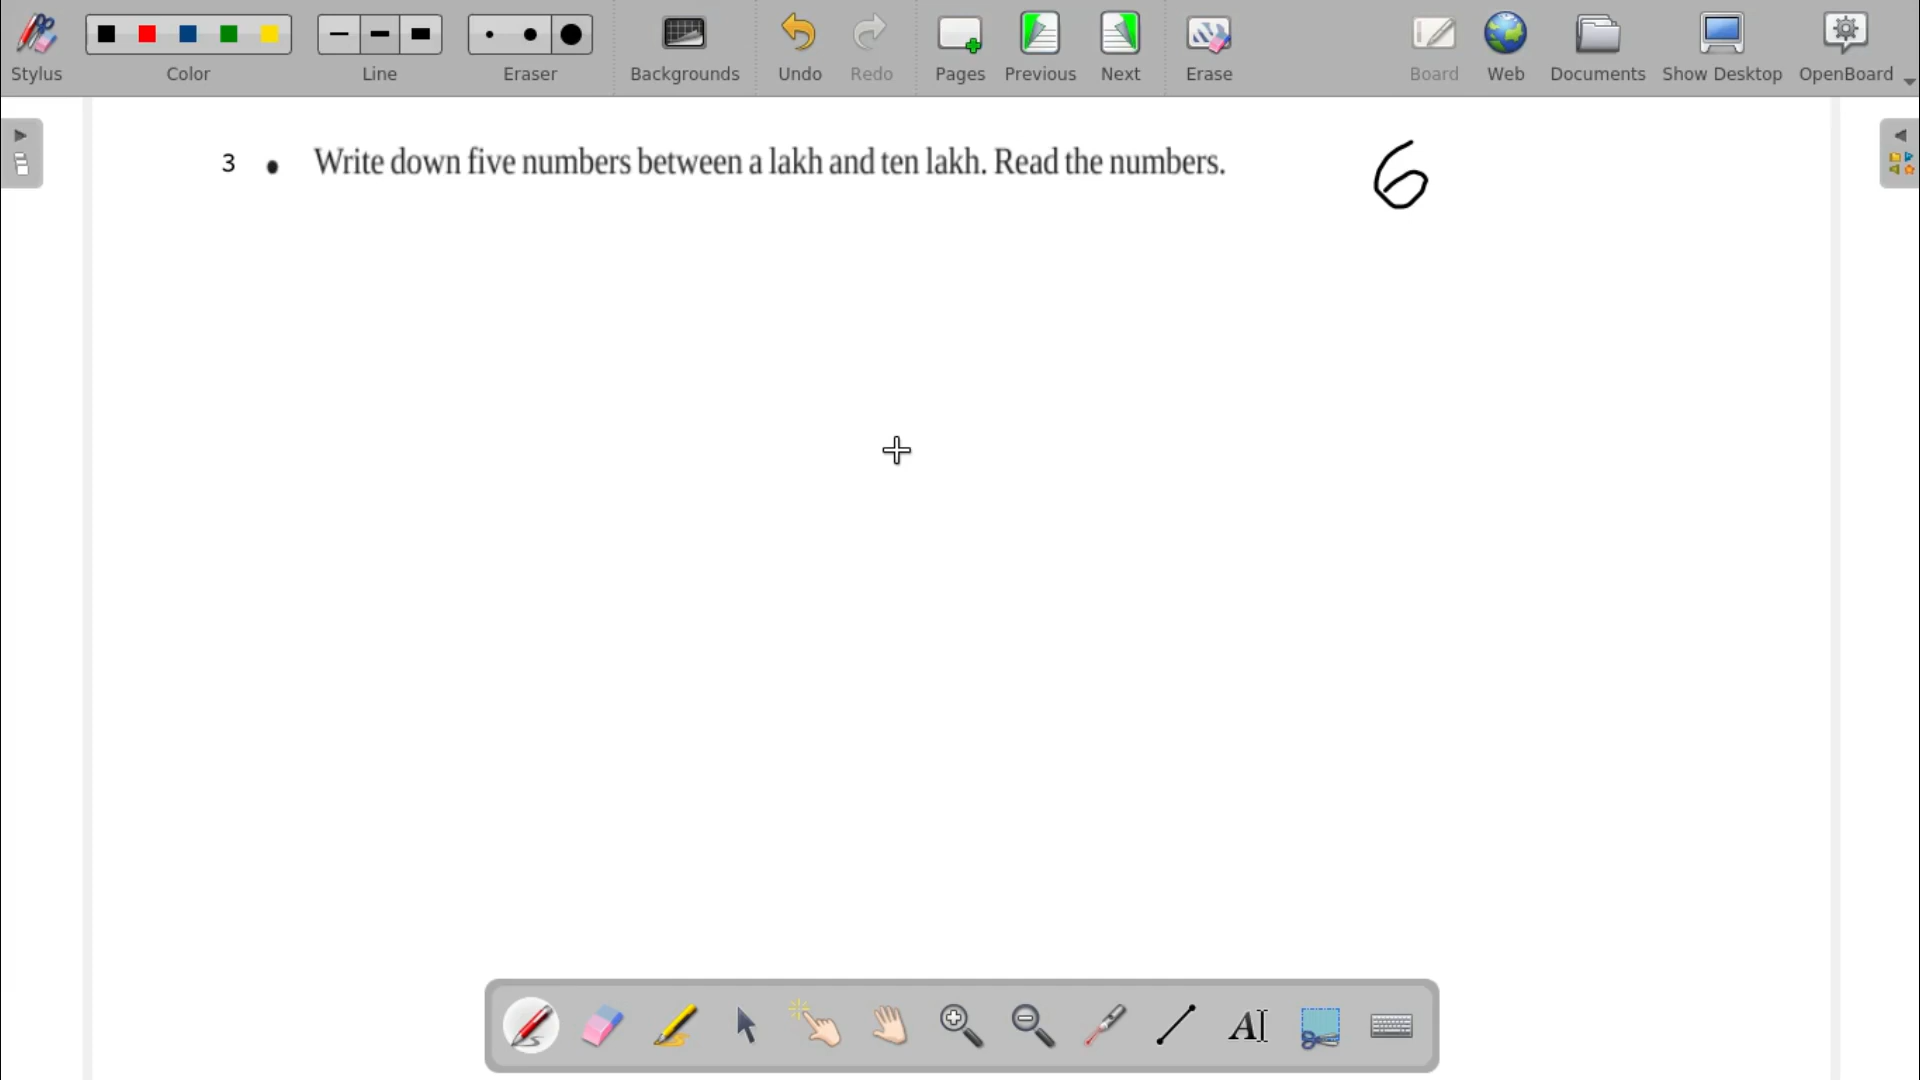 Stylus Color Line Eraser Backgrounds Undo Redo Pages Previous Next Erase Board Web Documents Show Desktop OpenBoard
3 • Write down five numbers between a lakh and ten lakh. Read the numbers. 6